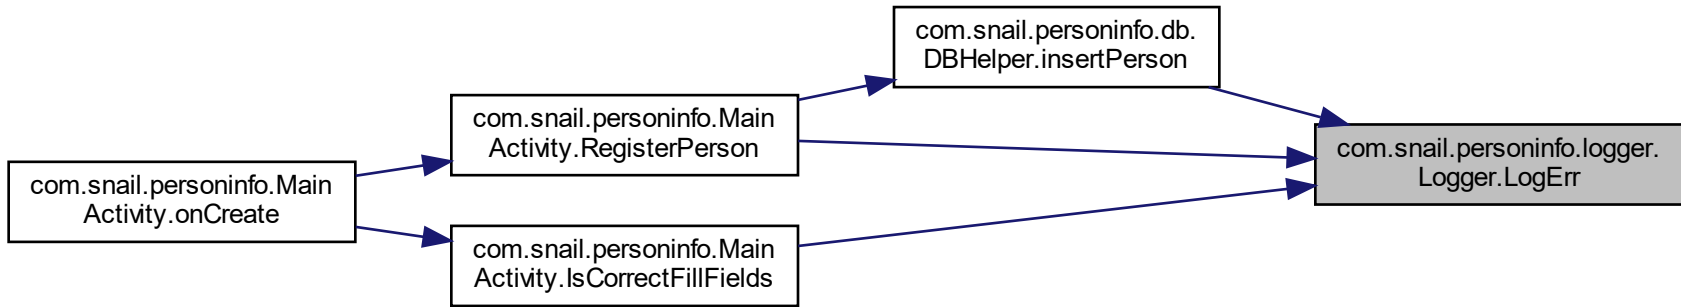 com.snail.personinfo.db.
DBHelper.insertPerson
com.snail.personinfo.Main
Activity.RegisterPerson
com.snail.personinfo.logger.
Logger.LogErr
com.snail.personinfo.Main
Activity.onCreate
com.snail.personinfo.Main
Activity.IsCorrectFillFields